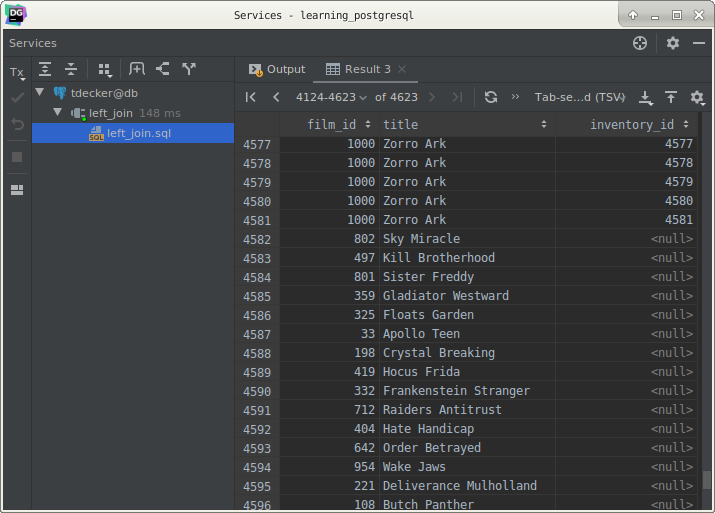 DG
Services - learning_postgresql
Services
Tx
tdecker@db
left_join 148 ms
SQL left_join.sql
Output Result 3
4124-4623 of 4623 Tab-se...d (TSV)
film_id title inventory_id
4577 1000 Zorro Ark 4577
4578 1000 Zorro Ark 4578
4579 1000 Zorro Ark 4579
4580 1000 Zorro Ark 4580
4581 1000 Zorro Ark 4581
4582 802 Sky Miracle <null>
4583 497 Kill Brotherhood <null>
4584 801 Sister Freddy <null>
4585 359 Gladiator Westward <null>
4586 325 Floats Garden <null>
4587 33 Apollo Teen <null>
4588 198 Crystal Breaking <null>
4589 419 Hocus Frida <null>
4590 332 Frankenstein Stranger <null>
4591 712 Raiders Antitrust <null>
4592 404 Hate Handicap <null>
4593 642 Order Betrayed <null>
4594 954 Wake Jaws <null>
4595 221 Deliverance Mulholland <null>
4596 108 Butch Panther <null>